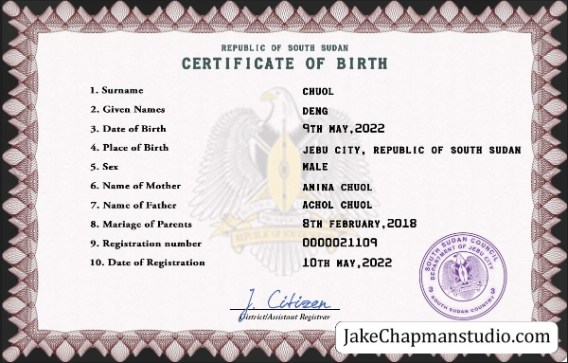 REPUBLIC OF SOUTH SUDAN
CERTIFICATE OF BIRTH
1. Surname CHUOL
2. Given Names DENG
3. Date of Birth 9TH MAY,2022
4. Place of Birth JEBU CITY, REPUBLIC OF SOUTH SUDAN
5. Sex MALE
6. Name of Mother AMINA CHUOL
7. Name of Father ACHOL CHUOL
8. Mariage of Parents 8TH FEBRUARY,2018
9. Registration number 0000021109
10. Date of Registration 10TH MAY,2022
SOUTH SUDAN COUNCIL
DEPARTMENT OF JEBU CITY
SOUTH SUDAN COUNTRY
J. Citizen
District/Assistant Registrar
JakeChapmanstudio.com